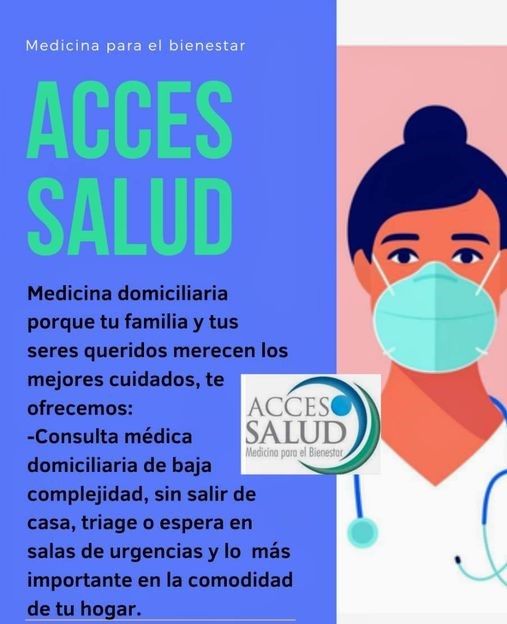 Medicina para el bienestar
ACCES
SALUD
Medicina domiciliaria
porque tu familia y tus
seres queridos merecen los
mejores cuidados, te
ofrecemos:
-Consulta médica
domiciliaria de baja
complejidad, sin salir de
casa, triage o espera en
salas de urgencias y lo  más
importante en la comodidad
de tu hogar.
ACCES
SALUD
Medicina para el Bienestar